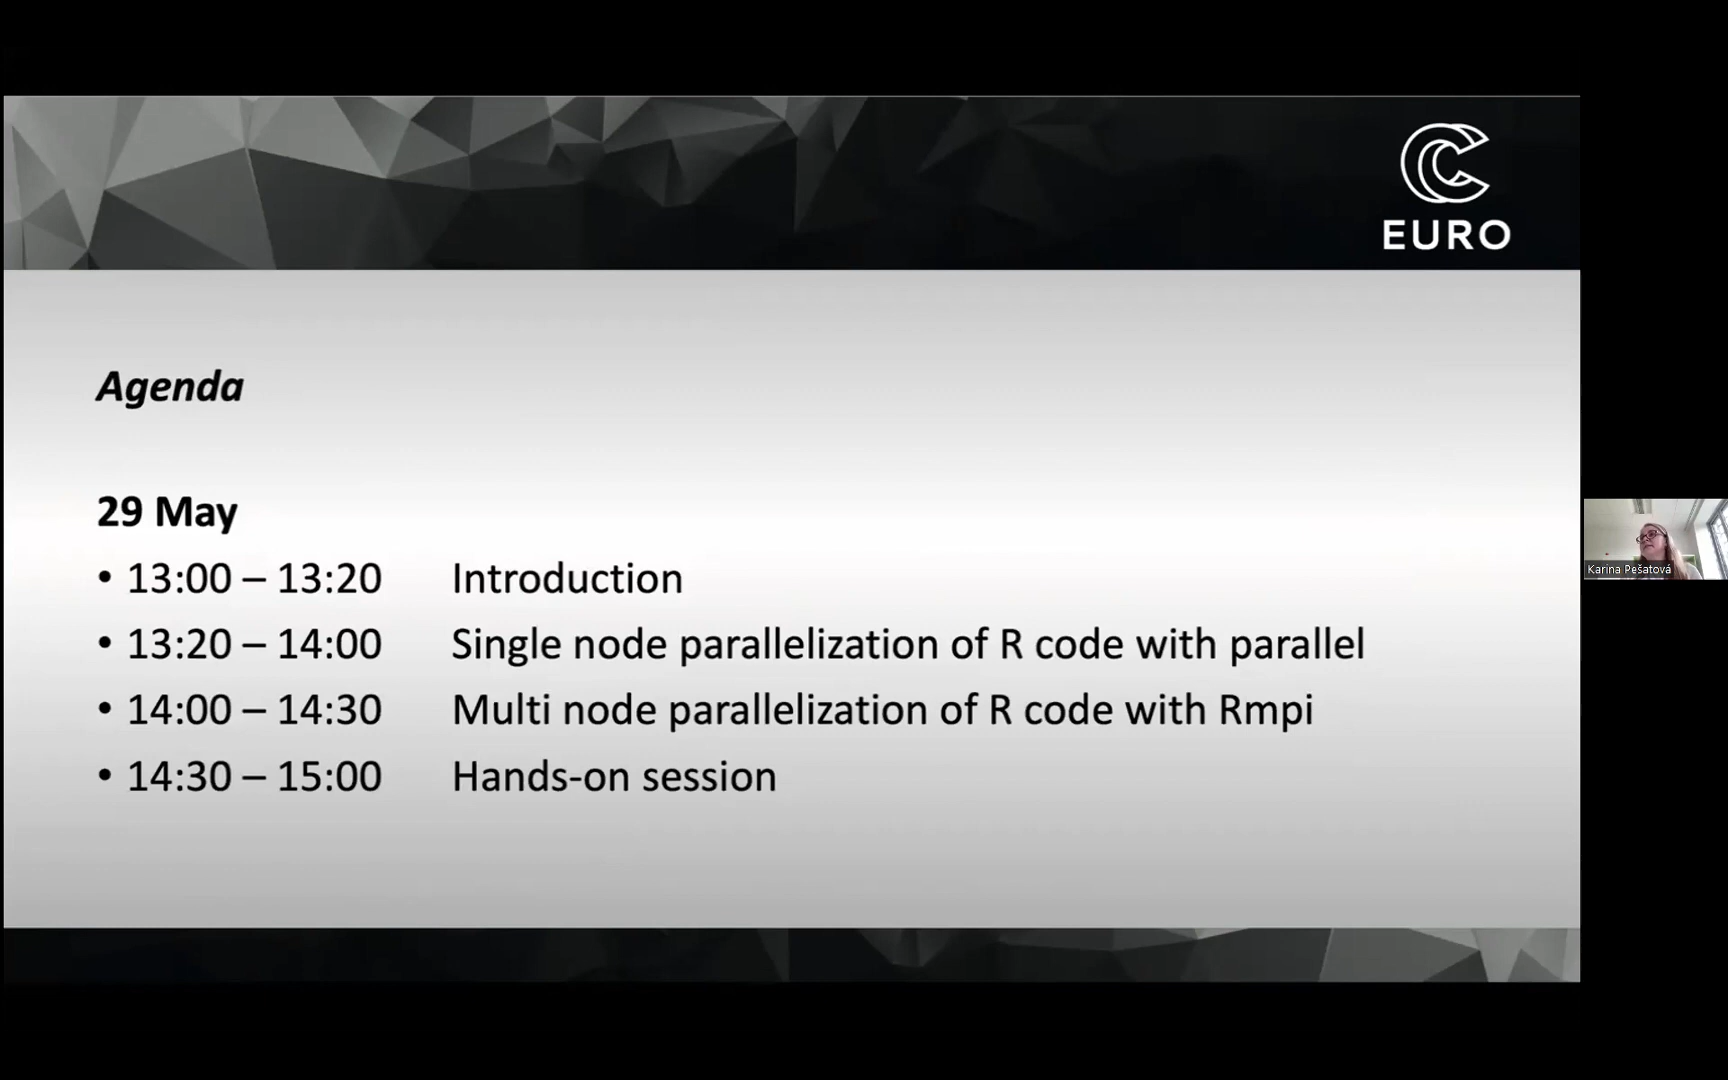 EURO
Agenda
29 May
• 13:00 – 13:20 Introduction
• 13:20 – 14:00 Single node parallelization of R code with parallel
• 14:00 – 14:30 Multi node parallelization of R code with Rmpi
• 14:30 – 15:00 Hands-on session
Karina Pešatová